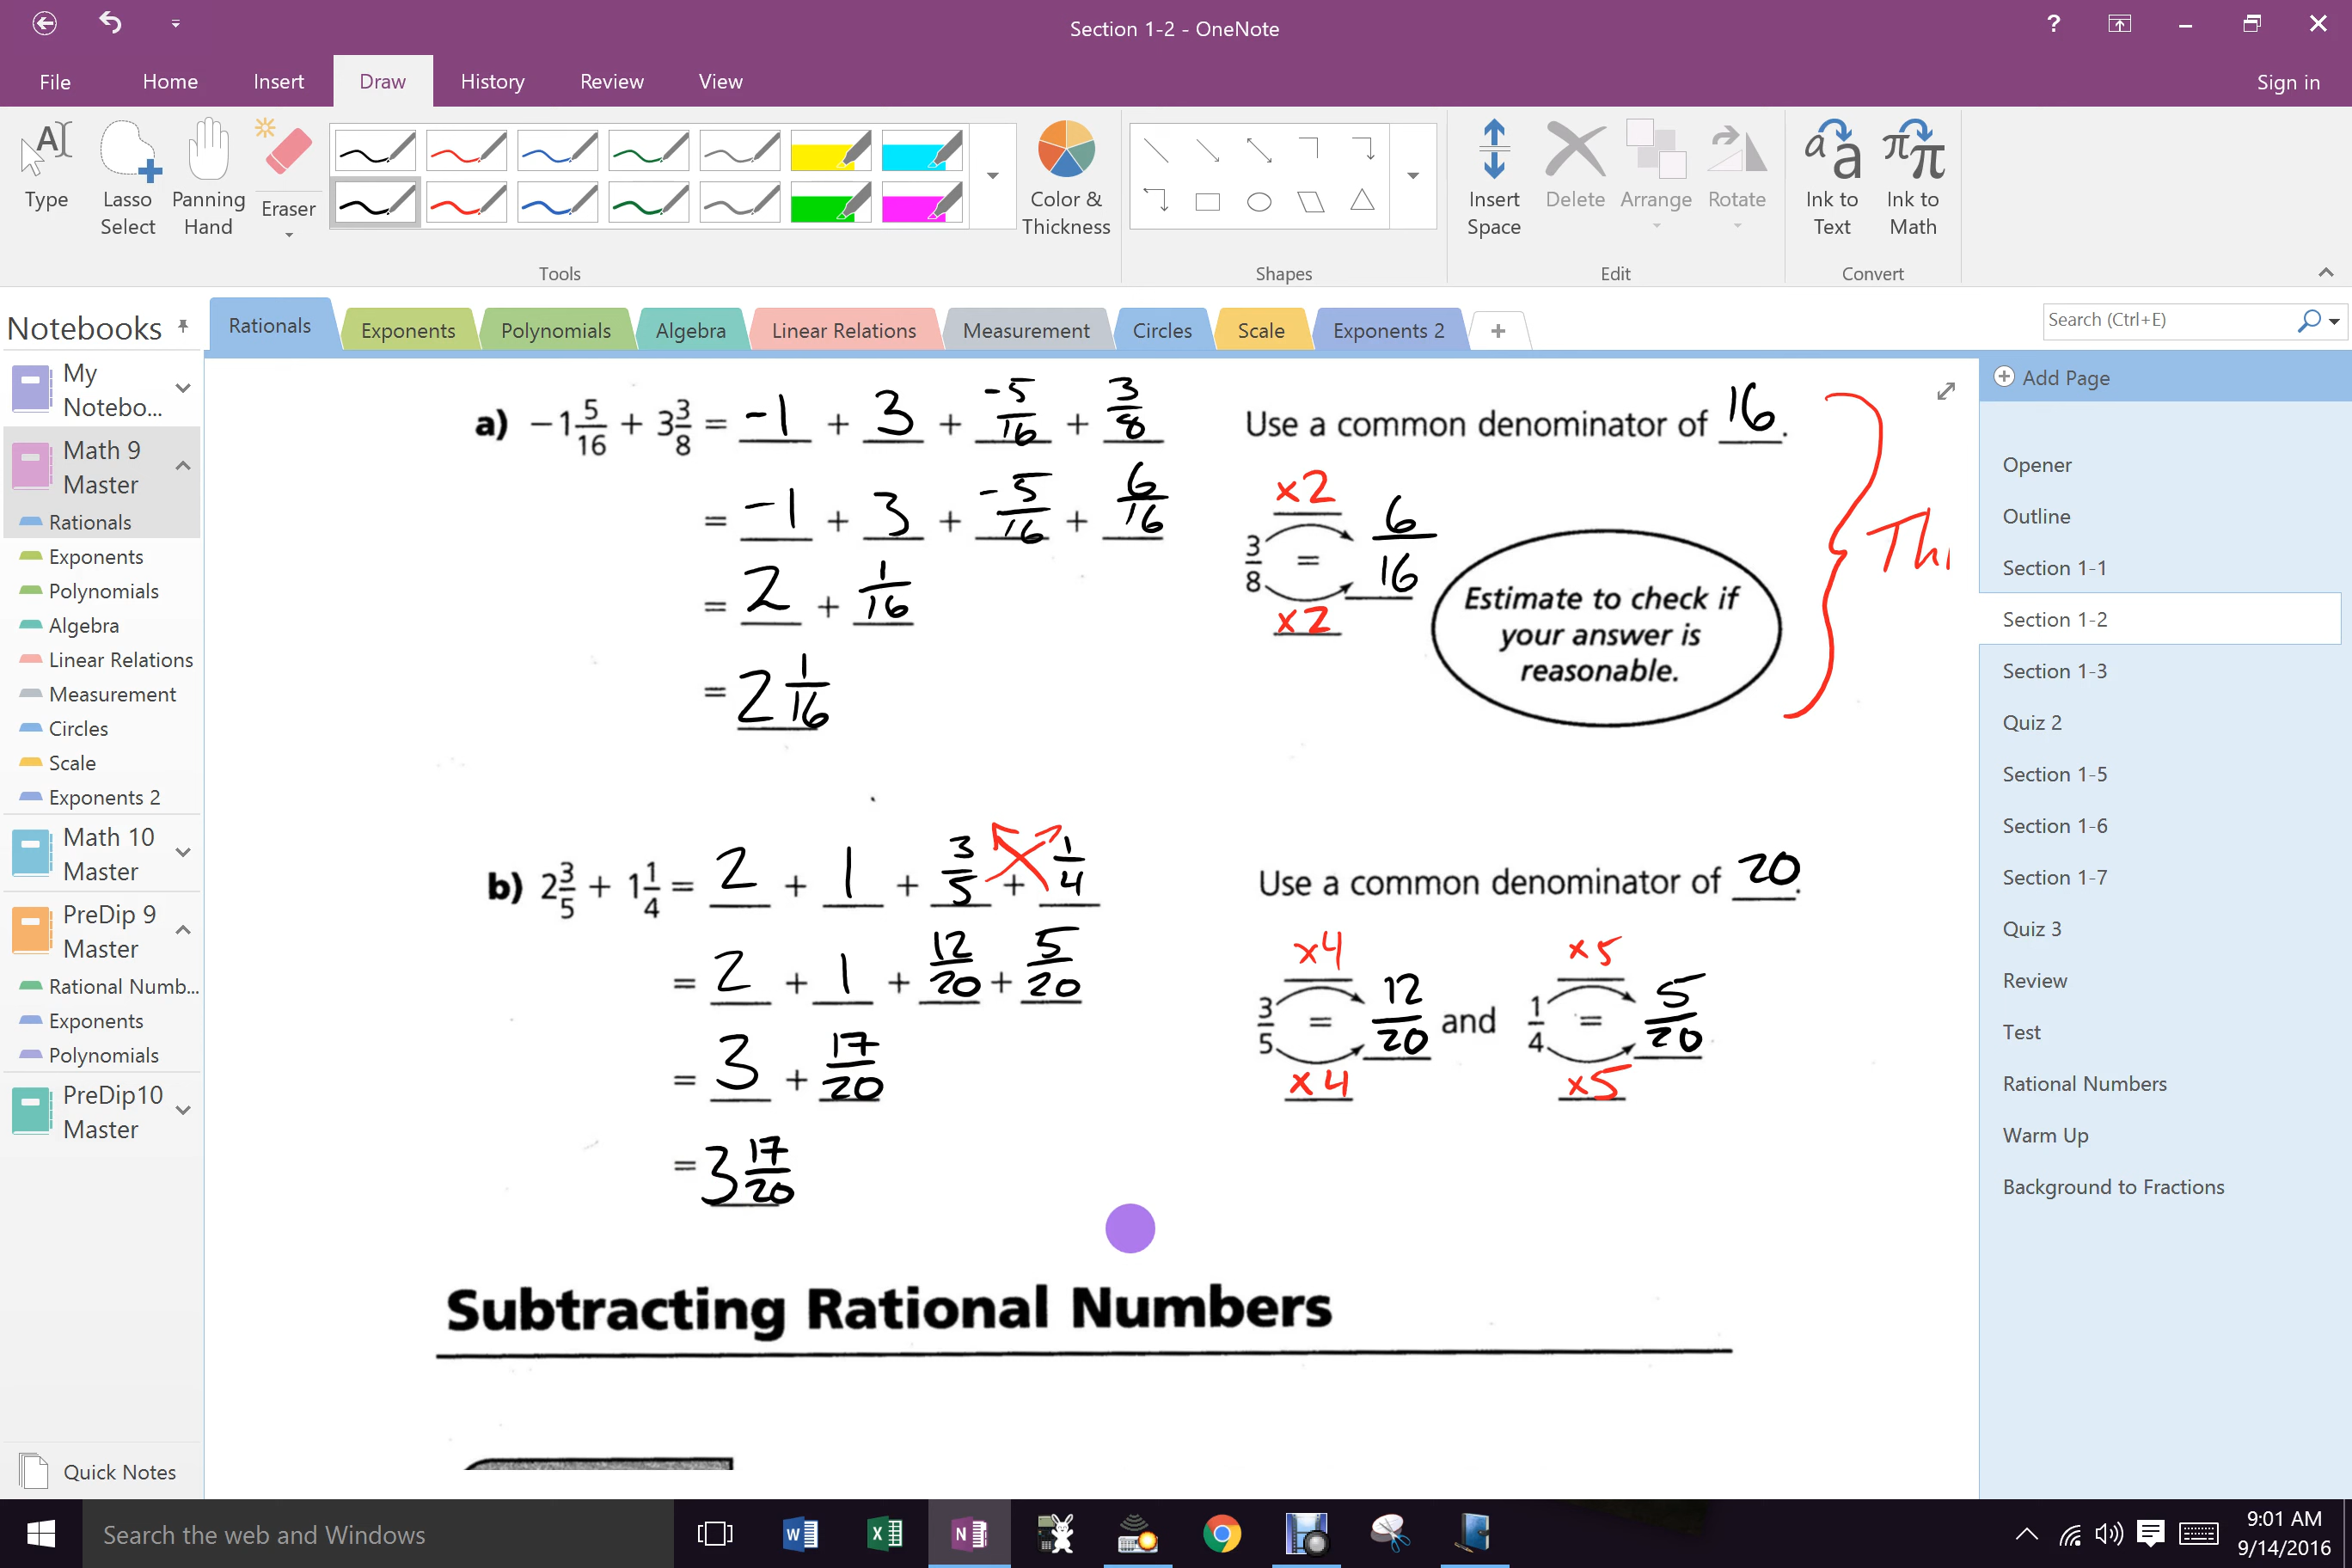 Section 1-2 - OneNote
?
File Home Insert Draw History Review View Sign in
Type
Lasso Select
Panning Hand
Eraser
Color & Thickness
Insert Space
Delete
Arrange
Rotate
Ink to Text
Ink to Math
Tools Shapes Edit Convert
Notebooks
Rationals Exponents Polynomials Algebra Linear Relations Measurement Circles Scale Exponents 2 +
Search (Ctrl+E)
My Notebo...
Math 9 Master
Rationals
Exponents
Polynomials
Algebra
Linear Relations
Measurement
Circles
Scale
Exponents 2
Math 10 Master
PreDip 9 Master
Rational Numb...
Exponents
Polynomials
PreDip10 Master
Quick Notes
a) −1 5/16 + 3 3/8 = -1 + 3 + -5/16 + 3/8
= -1 + 3 + -5/16 + 6/16
= 2 + 1/16
= 2 1/16
Use a common denominator of 16.
x2
3/8 = 6/16
x2
Estimate to check if
your answer is
reasonable.
b) 2 3/5 + 1 1/4 = 2 + 1 + 3/5 + 1/4
= 2 + 1 + 12/20 + 5/20
= 3 + 17/20
= 3 17/20
Use a common denominator of 20.
x4 x5
3/5 = 12/20 and 1/4 = 5/20
x4 x5
Subtracting Rational Numbers
Add Page
Opener
Outline
Section 1-1
Section 1-2
Section 1-3
Quiz 2
Section 1-5
Section 1-6
Section 1-7
Quiz 3
Review
Test
Rational Numbers
Warm Up
Background to Fractions
Search the web and Windows
9:01 AM
9/14/2016